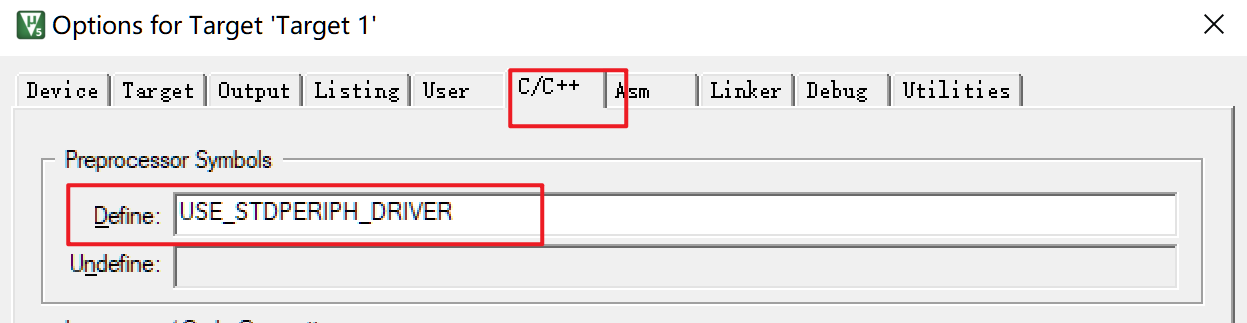 Options for Target 'Target 1'
Device Target Output Listing User C/C++ Asm Linker Debug Utilities
Preprocessor Symbols
Define: USE_STDPERIPH_DRIVER
Undefine: